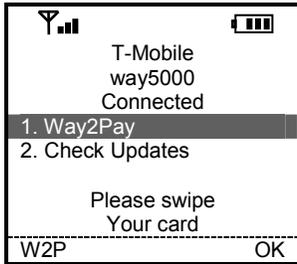 T-Mobile
way5000
Connected
1. Way2Pay
2. Check Updates
Please swipe
Your card
W2P OK